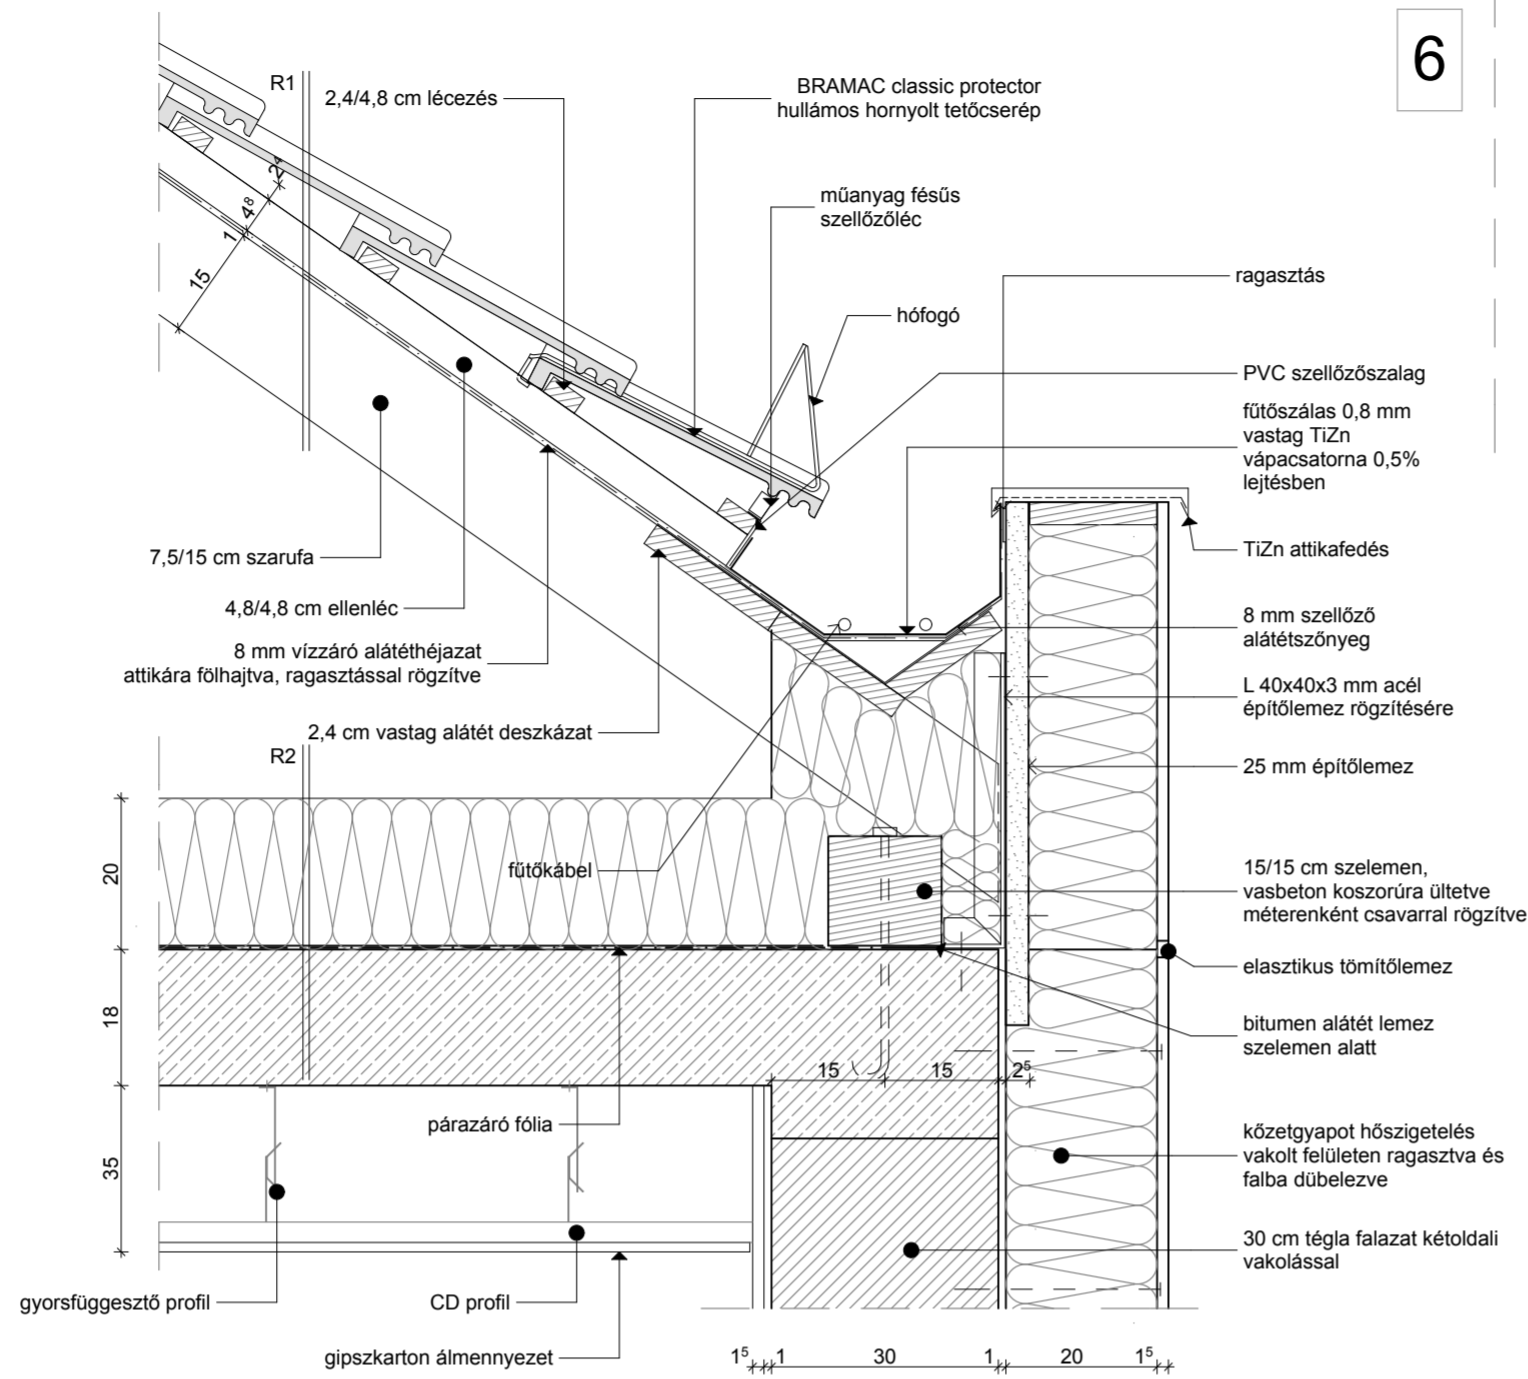 6
R1
2,4/4,8 cm lécezés
BRAMAC classic protector
hullámos hornyolt tetőcserép
műanyag fésűs
szellőzőléc
ragasztás
hófogó
PVC szellőzőszalag
fűtőszálas 0,8 mm
vastag TiZn
vápacsatorna 0,5%
lejtésben
TiZn attikafedés
8 mm szellőző
alátétszőnyeg
L 40x40x3 mm acél
építőlemez rögzítésére
25 mm építőlemez
15/15 cm szelemen,
vasbeton koszorúra ültetve
méterenként csavarral rögzítve
elasztikus tömítőlemez
bitumen alátét lemez
szelemen alatt
kőzetgyapot hőszigetelés
vakolt felületen ragasztva és
falba dübelezve
30 cm tégla falazat kétoldali
vakolással
2⁴
4⁸
1
15
7,5/15 cm szarufa
4,8/4,8 cm ellenléc
8 mm vízzáró alátéthéjazat
attikára fölhajtva, ragasztással rögzítve
2,4 cm vastag alátét deszkázat
R2
fűtőkábel
20
18
35
15
15
2⁵
párazáró fólia
gyorsfüggesztő profil
CD profil
gipszkarton álmennyezet
1⁵
1
30
1
20
1⁵